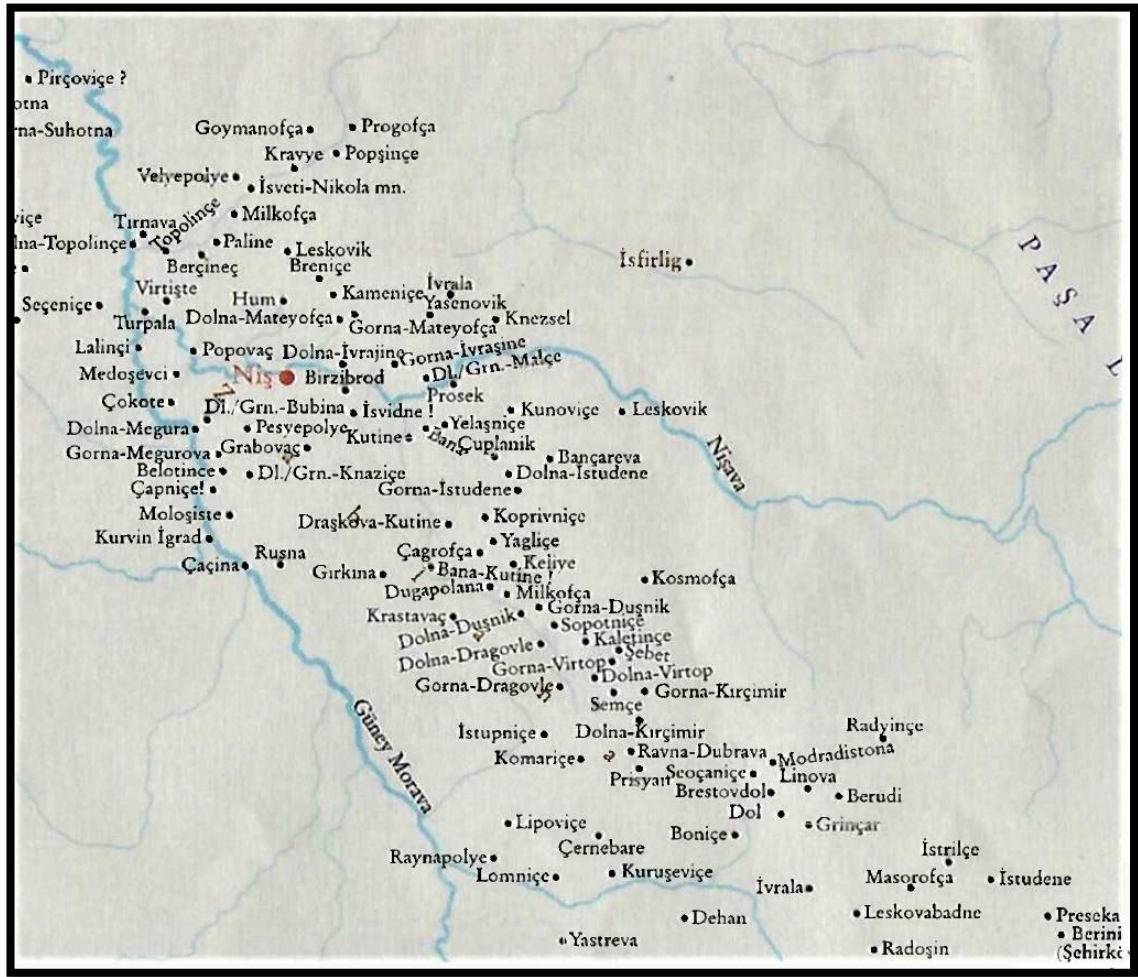 Pirçoviçe ?
otna
rna-Suhotna
Goymanofça
Progofça
Kravye
Popşinçe
Velyepolye
İsveti-Nikola mn.
Milkofça
Topolinçe
Tırnava
viçe
lna-Topolinçe
Paline
Leskovik
Berçineç
Breniçe
İsfirlig
PAŞA L
Virtişte
Hum
Kameniçe
İvrala
Yasenovik
Seçeniçe
Turpala
Dolna-Mateyofça
Gorna-Mateyofça
Knezsel
Lalinçi
Popovaç
Dolna-İvrajine
Gorna-İvraşine
Medoşevci
Niş
Birzibrod
Dl./Grn.-Malçe
Prosek
Çokote
Dl./Grn.-Bubina
İsvidne !
Kunoviçe
Leskovik
Dolna-Megura
Pesyepolye
Kutine
Yelaşniçe
Bana
Çuplanik
Nişava
Gorna-Megurova
Grabovaç
Bançareva
Belotince
Dl./Grn.-Knaziçe
Dolna-İstudene
Çapniçe!
Gorna-İstudene
Moloşiste
Draşkova-Kutine
Koprivniçe
Kurvin İgrad
Yagliçe
Çaçina
Ruşna
Çagrofça
Keliye
Girkına
Bana-Kutine !
Kosmofça
Dugapolana
Milkofça
Gorna-Duşnik
Krastavaç
Dolna-Duşnik
Sopotniçe
Kaletinçe
Dolna-Dragovle
Şebet
Gorna-Virtop
Dolna-Virtop
Gorna-Dragovle
Semçe
Gorna-Kırçimir
Güney Morava
İstupniçe
Dolna-Kırçimir
Radyinçe
Komariçe
Ravna-Dubrava
Modradistona
Prisyan
Seoçaniçe
Linova
Brestovdol
Berudi
Dol
Grinçar
Lipoviçe
Çernebare
Boniçe
Raynapolye
İstrilçe
Lomniçe
Kuruşeviçe
İvrala
Masorofça
İstudene
Dehan
Leskovabadne
Preseka
Berini
Yastreva
Radoşin
(Şehirkö